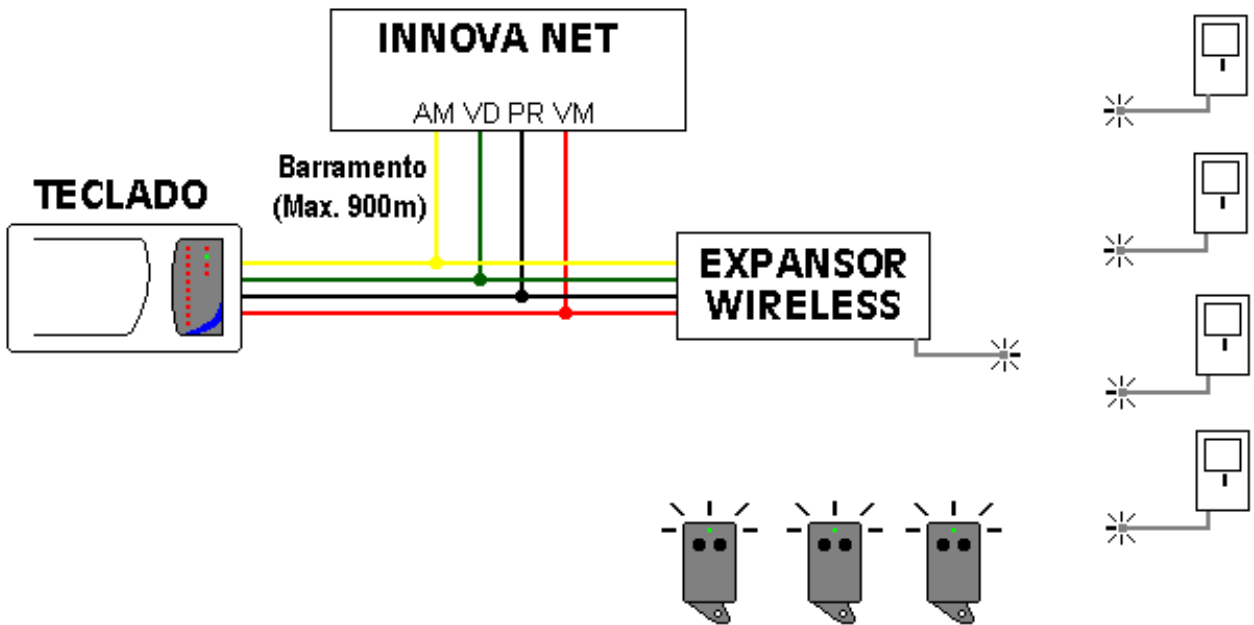 INNOVA NET
AM VD PR VM
Barramento
(Max. 900m)
TECLADO
EXPANSOR
WIRELESS